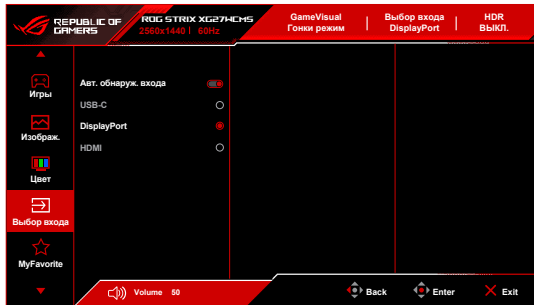 REPUBLIC OF
GAMERS
ROG STRIX XG27WCMS
2560x1440 | 60Hz
GameVisual
Гонки режим
Выбор входа
DisplayPort
HDR
ВЫКЛ.
Игры
Изображ.
Цвет
Выбор входа
MyFavorite
Авт. обнаруж. входа
USB-C
DisplayPort
HDMI
Volume 50
Back
Enter
Exit